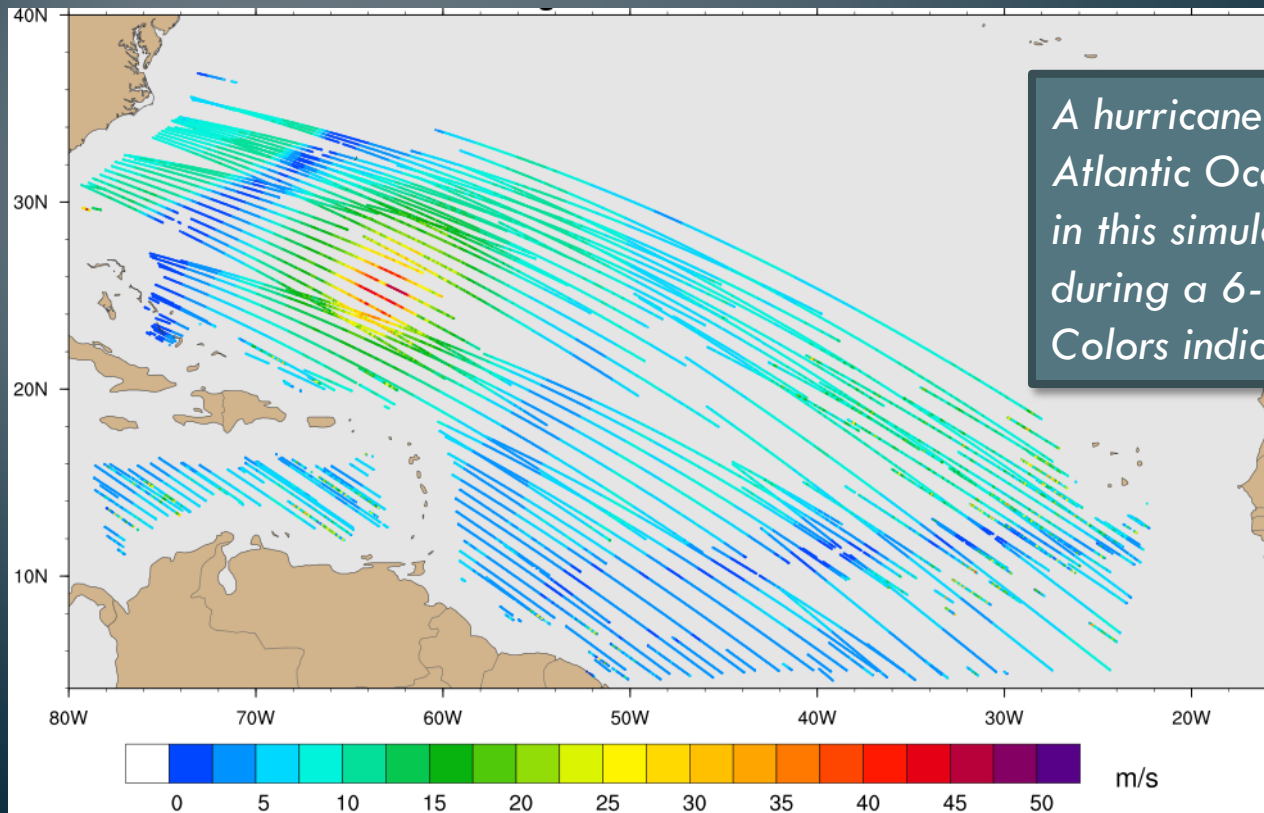 40N
30N
20N
10N
80W 70W 60W 50W 40W 30W 20W
A hurricane
Atlantic Oce
in this simul
during a 6-
Colors indic
0 5 10 15 20 25 30 35 40 45 50
m/s